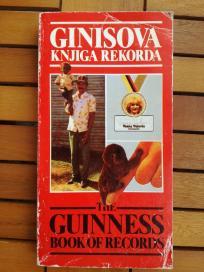 GINISOVA
KNJIGA REKORDA
THE
GUINNESS
BOOK OF RECORDS